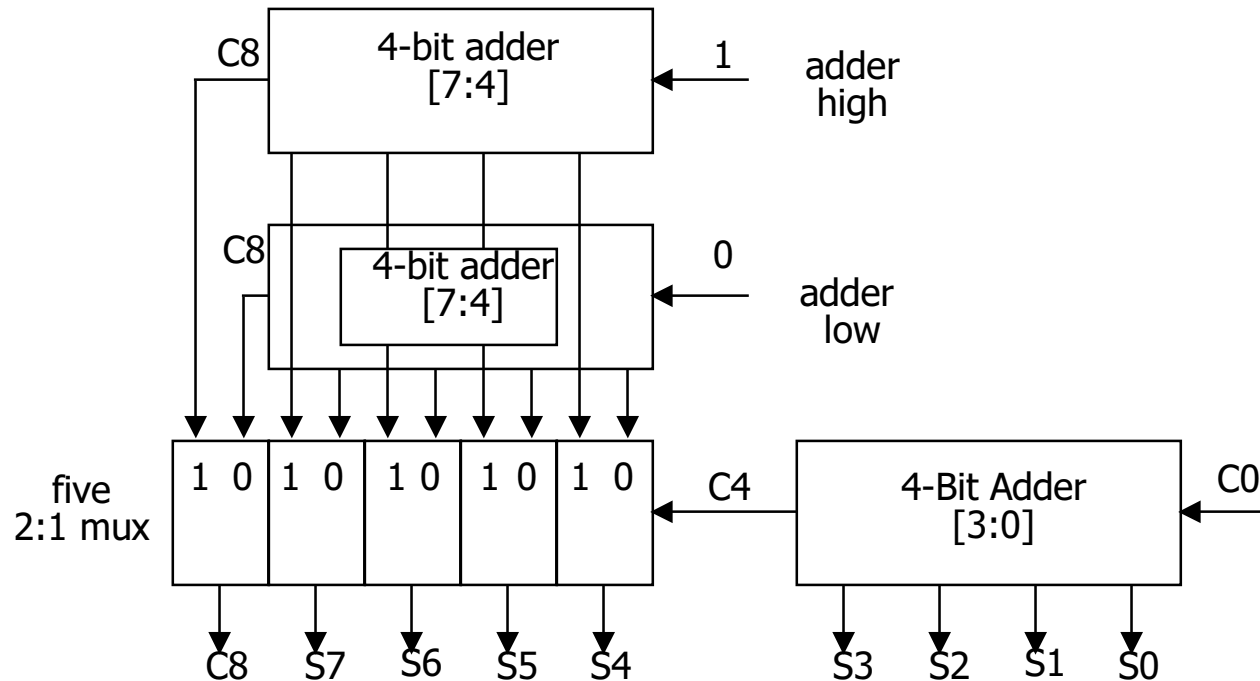 C8
4-bit adder
[7:4]
1
adder
high
C8
4-bit adder
[7:4]
0
adder
low
five
2:1 mux
1 0 1 0 1 0 1 0 1 0
C4
4-Bit Adder
[3:0]
C0
C8 S7 S6 S5 S4 S3 S2 S1 S0